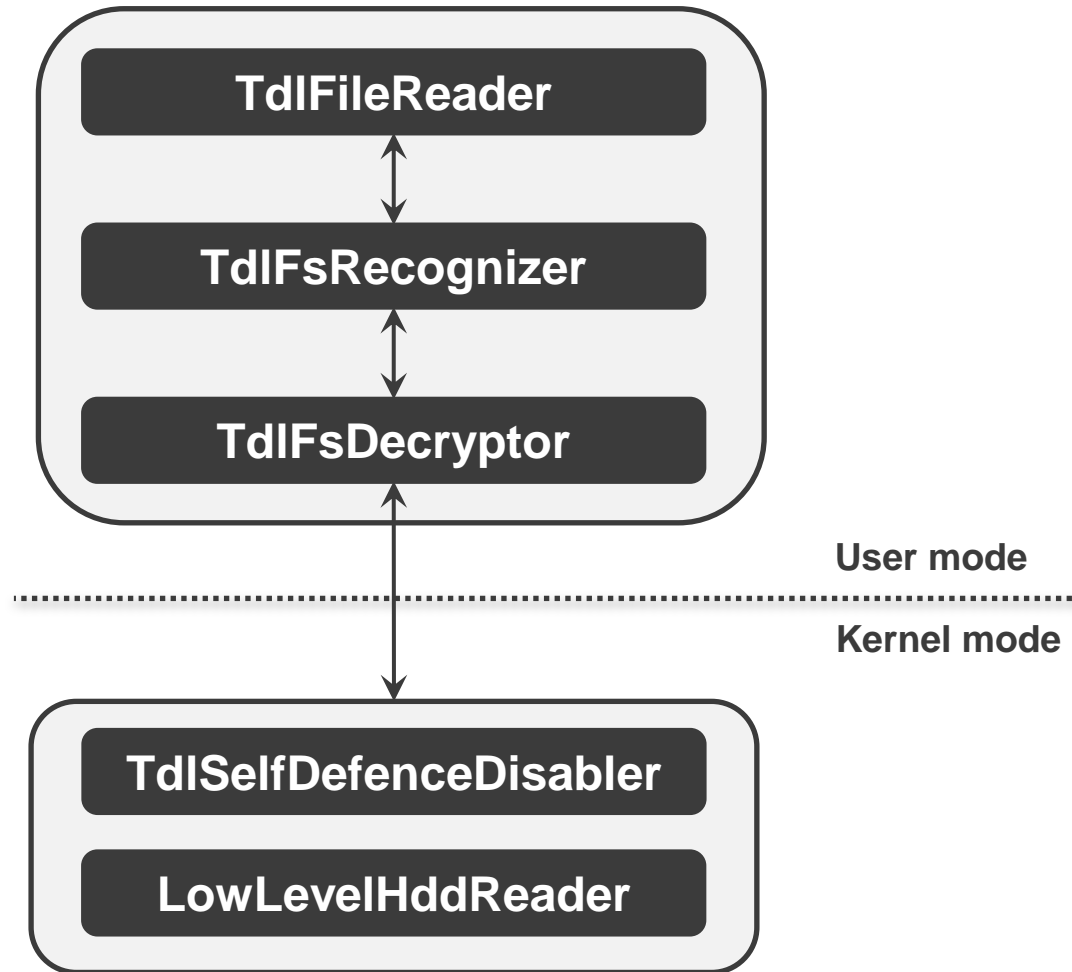 TdlFileReader
TdlFsRecognizer
TdlFsDecryptor
User mode
Kernel mode
TdlSelfDefenceDisabler
LowLevelHddReader